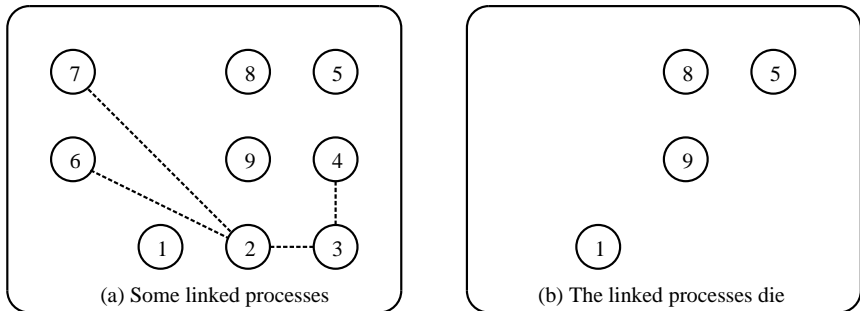 7 8 5
6 9 4
1 2 3
(a) Some linked processes
8 5
9
1
(b) The linked processes die